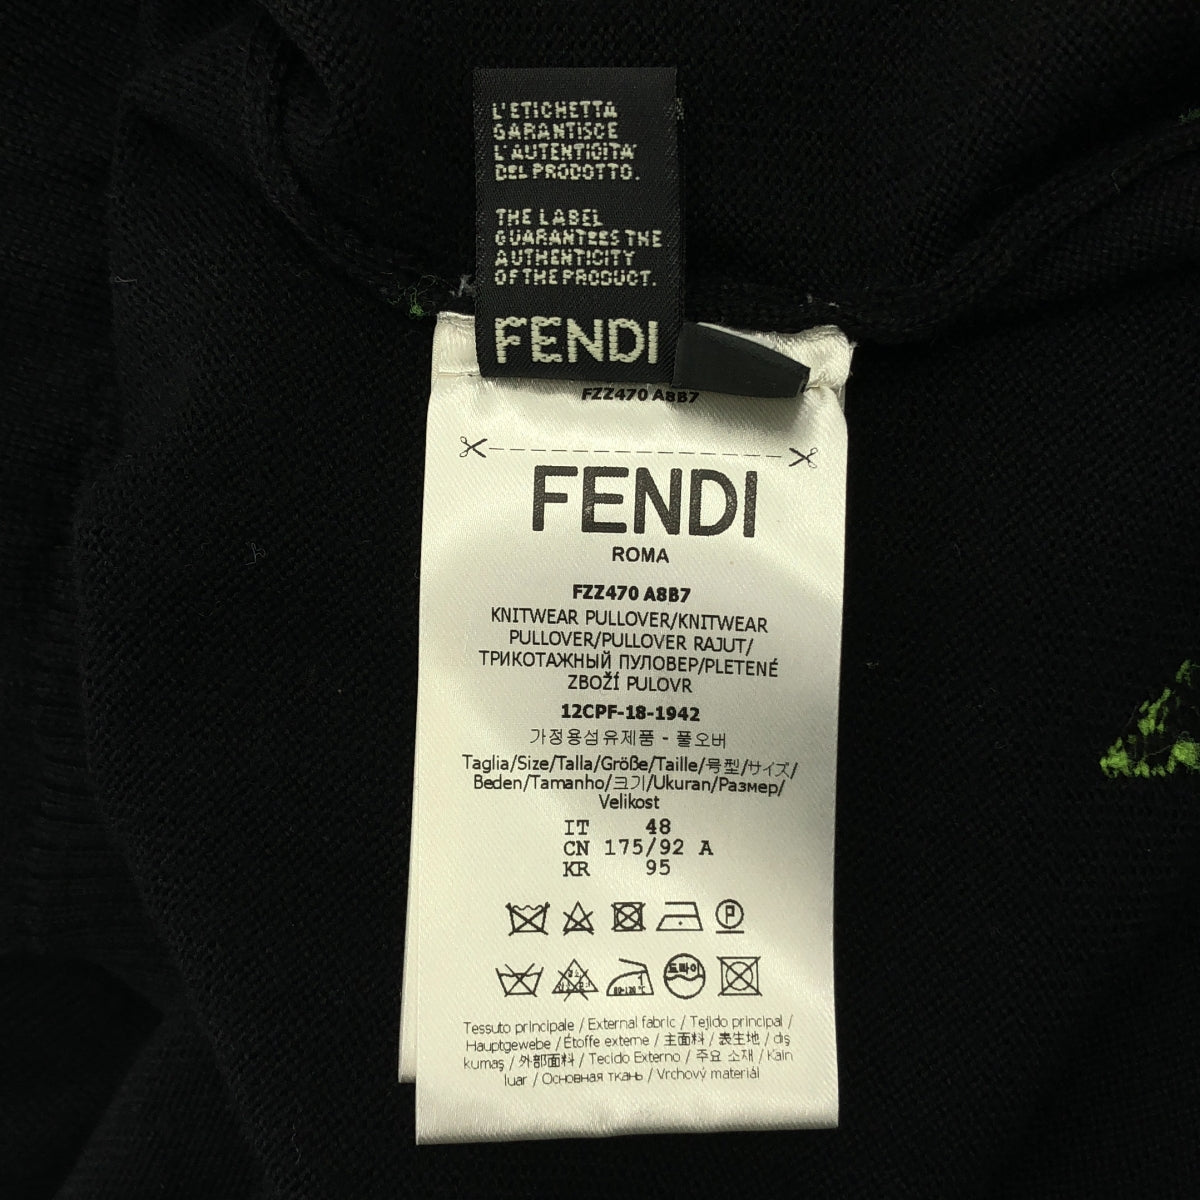 L'ETICHETTA
GARANTISCE
L'AUTENTICITA'
DEL PRODOTTO.
THE LABEL
GUARANTEES THE
AUTHENTICITY
OF THE PRODUCT.
FENDI
FZZ470 A8B7
FENDI
ROMA
FZZ470 A8B7
KNITWEAR PULLOVER/KNITWEAR
PULLOVER/PULLOVER RAJUT/
ТРИКОТАЖНЫЙ ПУЛОВЕР/PLETENÉ
ZBOŽÍ PULOVR
12CPF-18-1942
가정용섬유제품 - 풀오버
Taglia/Size/Talla/Größe/Taille/号型/サイズ/
Beden/Tamanho/크기/Ukuran/Размер/
Velikost
IT 48
CN 175/92 A
KR 95
P
드라이
Tessuto principale / External fabric / Tejido principal /
Hauptgewebe / Étoffe externe / 主面料 / 表生地 / dış
kumaş / 外部面料 / Tecido Externo / 주요 소재 / Kain
luar / Основная ткань / Vrchový materiál